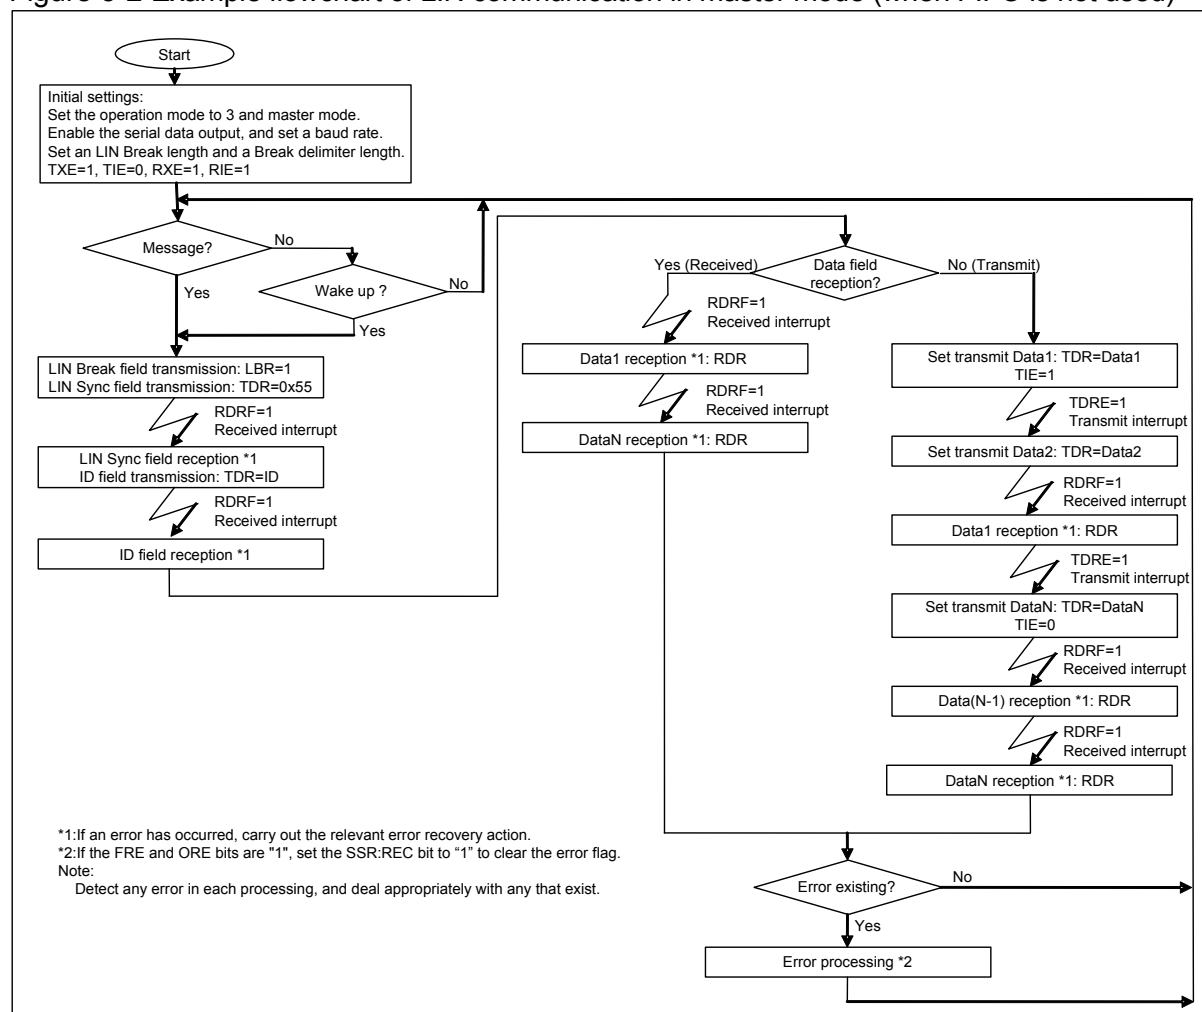 Figure 3-2 Example flowchart of LIN communication in master mode (when FIFO is not used)
Start
Initial settings:
Set the operation mode to 3 and master mode.
Enable the serial data output, and set a baud rate.
Set an LIN Break length and a Break delimiter length.
TXE=1, TIE=0, RXE=1, RIE=1
Message?
No
Wake up ?
No
Yes
Yes
LIN Break field transmission: LBR=1
LIN Sync field transmission: TDR=0x55
RDRF=1
Received interrupt
LIN Sync field reception *1
ID field transmission: TDR=ID
RDRF=1
Received interrupt
ID field reception *1
Data field
reception?
Yes (Received)
RDRF=1
Received interrupt
Data1 reception *1: RDR
RDRF=1
Received interrupt
DataN reception *1: RDR
No (Transmit)
Set transmit Data1: TDR=Data1
TIE=1
TDRE=1
Transmit interrupt
Set transmit Data2: TDR=Data2
RDRF=1
Received interrupt
Data1 reception *1: RDR
TDRE=1
Transmit interrupt
Set transmit DataN: TDR=DataN
TIE=0
RDRF=1
Received interrupt
Data(N-1) reception *1: RDR
RDRF=1
Received interrupt
DataN reception *1: RDR
Error existing?
No
Yes
Error processing *2
*1:If an error has occurred, carry out the relevant error recovery action.
*2:If the FRE and ORE bits are "1", set the SSR:REC bit to “1” to clear the error flag.
Note:
Detect any error in each processing, and deal appropriately with any that exist.